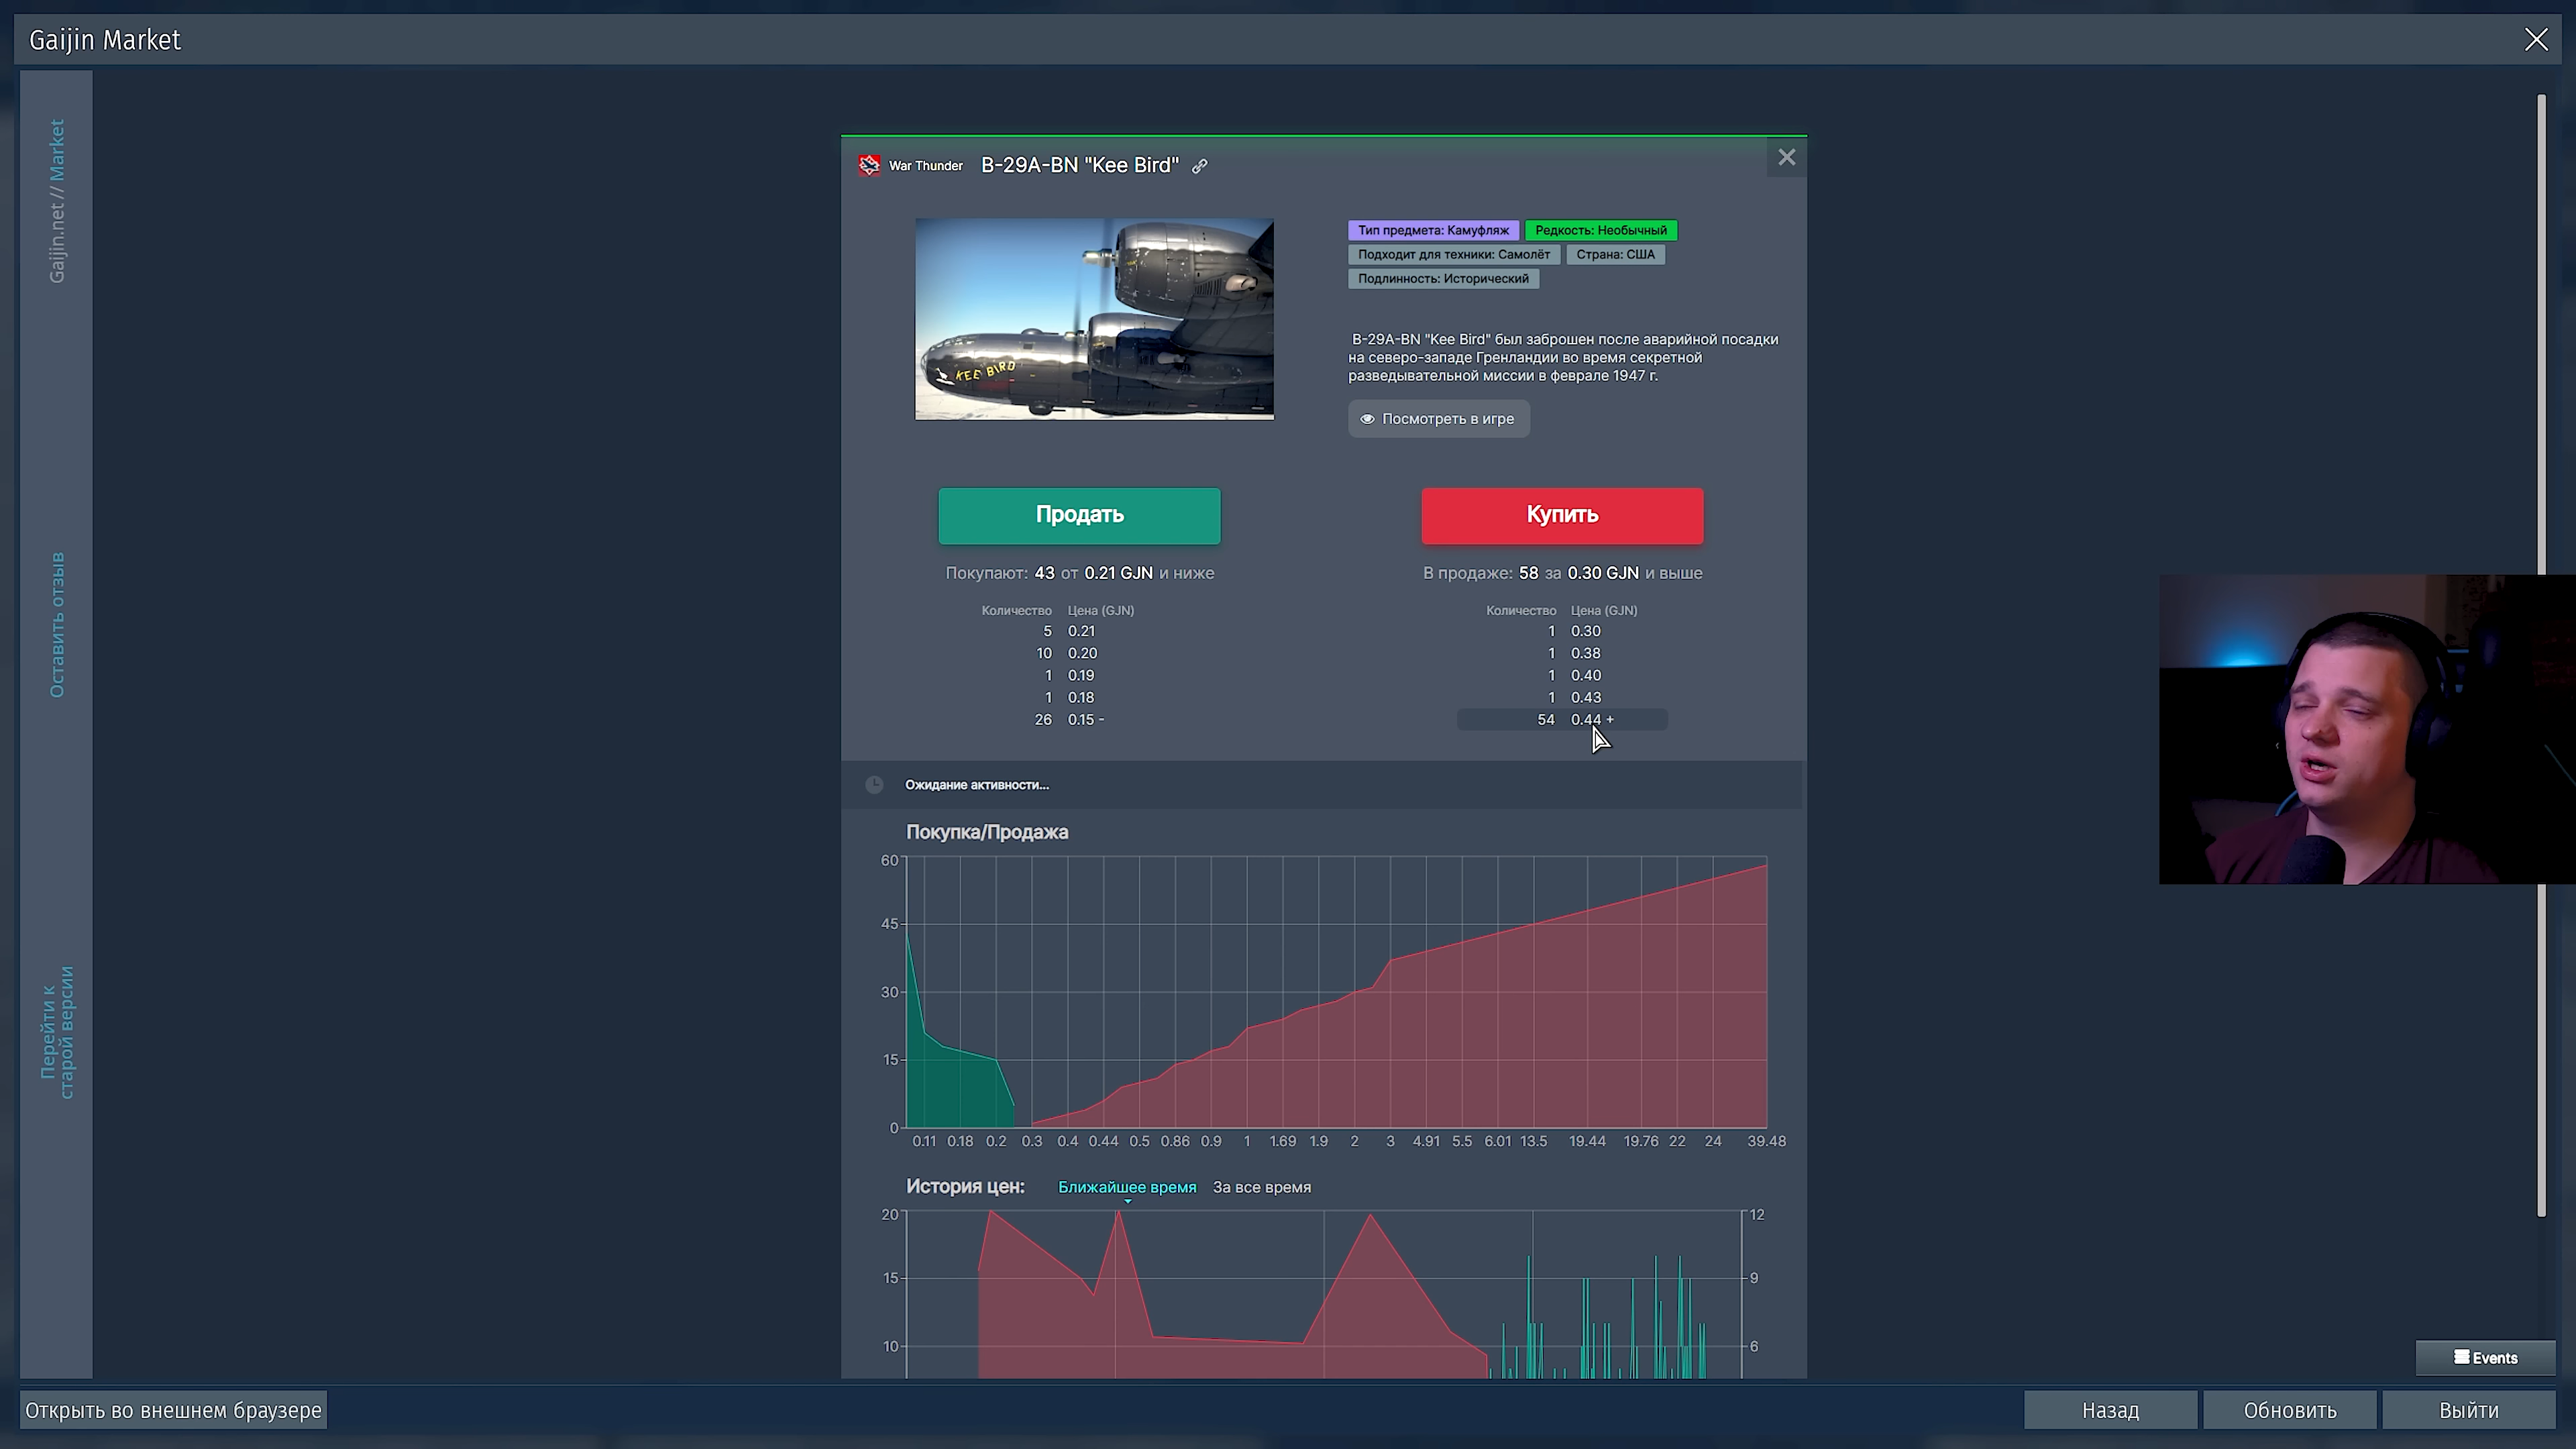 Gaijin Market
Gaijin.net // Market
Оставить отзыв
Перейти к
старой версии
War Thunder
B-29A-BN "Kee Bird"
KEE BIRD
Тип предмета: Камуфляж
Редкость: Необычный
Подходит для техники: Самолёт
Страна: США
Подлинность: Исторический
B-29A-BN "Kee Bird" был заброшен после аварийной посадки
на северо-западе Гренландии во время секретной
разведывательной миссии в феврале 1947 г.
Посмотреть в игре
Продать
Покупают: 43 от 0.21 GJN и ниже
Количество Цена (GJN)
5 0.21
10 0.20
1 0.19
1 0.18
26 0.15 -
Купить
В продаже: 58 за 0.30 GJN и выше
Количество Цена (GJN)
1 0.30
1 0.38
1 0.40
1 0.43
54 0.44 +
Ожидание активности...
Покупка/Продажа
60
45
30
15
0
0.11 0.18 0.2 0.3 0.4 0.44 0.5 0.86 0.9 1 1.69 1.9 2 3 4.91 5.5 6.01 13.5 19.44 19.76 22 24 39.48
История цен: Ближайшее время За все время
20 12
15 9
10 6
Events
Открыть во внешнем браузере
Назад
Обновить
Выйти